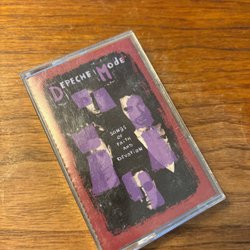 DEPECHE MODE
SONGS
OF
FAITH
AND
DEVOTION